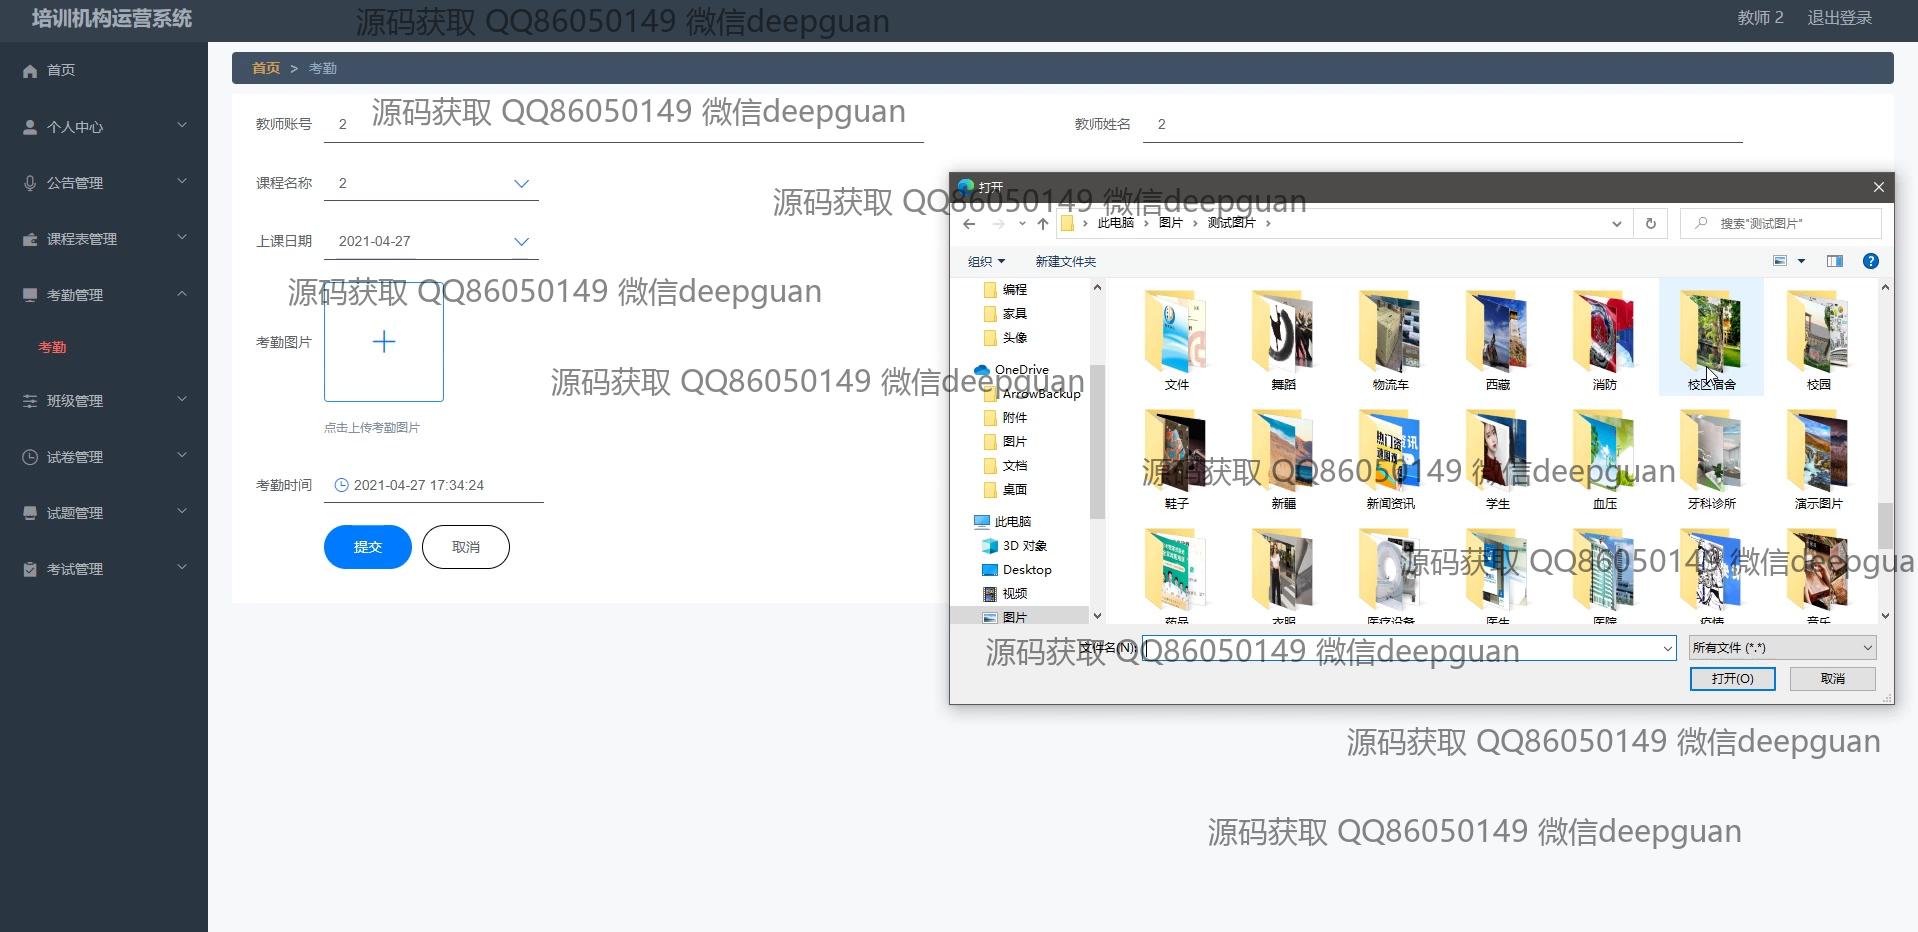 培训机构运营系统
源码获取 QQ86050149 微信deepguan
教师 2
退出登录
首页
个人中心
公告管理
课程表管理
考勤管理
考勤
班级管理
试卷管理
试题管理
考试管理
首页 > 考勤
源码获取 QQ86050149 微信deepguan
教师账号 2
教师姓名 2
课程名称 2
上课日期 2021-04-27
源码获取 QQ86050149 微信deepguan
源码获取 QQ86050149 微信deepguan
考勤图片
源码获取 QQ86050149 微信deepguan
点击上传考勤图片
考勤时间 2021-04-27 17:34:24
提交 取消
打开
此电脑 › 图片 › 测试图片 ›
搜索"测试图片"
组织 新建文件夹
编程
家具
头像
OneDrive
ArrowBackup
附件
图片
文档
桌面
此电脑
3D 对象
Desktop
视频
图片
文件 舞蹈 物流车 西藏 消防 校区宿舍 校园
热门资讯
源码获取 QQ86050149 微信deepguan
鞋子 新疆 新闻资讯 学生 血压 牙科诊所 演示图片
源码获取 QQ86050149 微信deepgua
药品 衣服 医疗设备 医生 医院 疫情 音乐
文件名(N):
源码获取 QQ86050149 微信deepguan
所有文件 (*.*)
打开(O) 取消
源码获取 QQ86050149 微信deepguan
源码获取 QQ86050149 微信deepguan